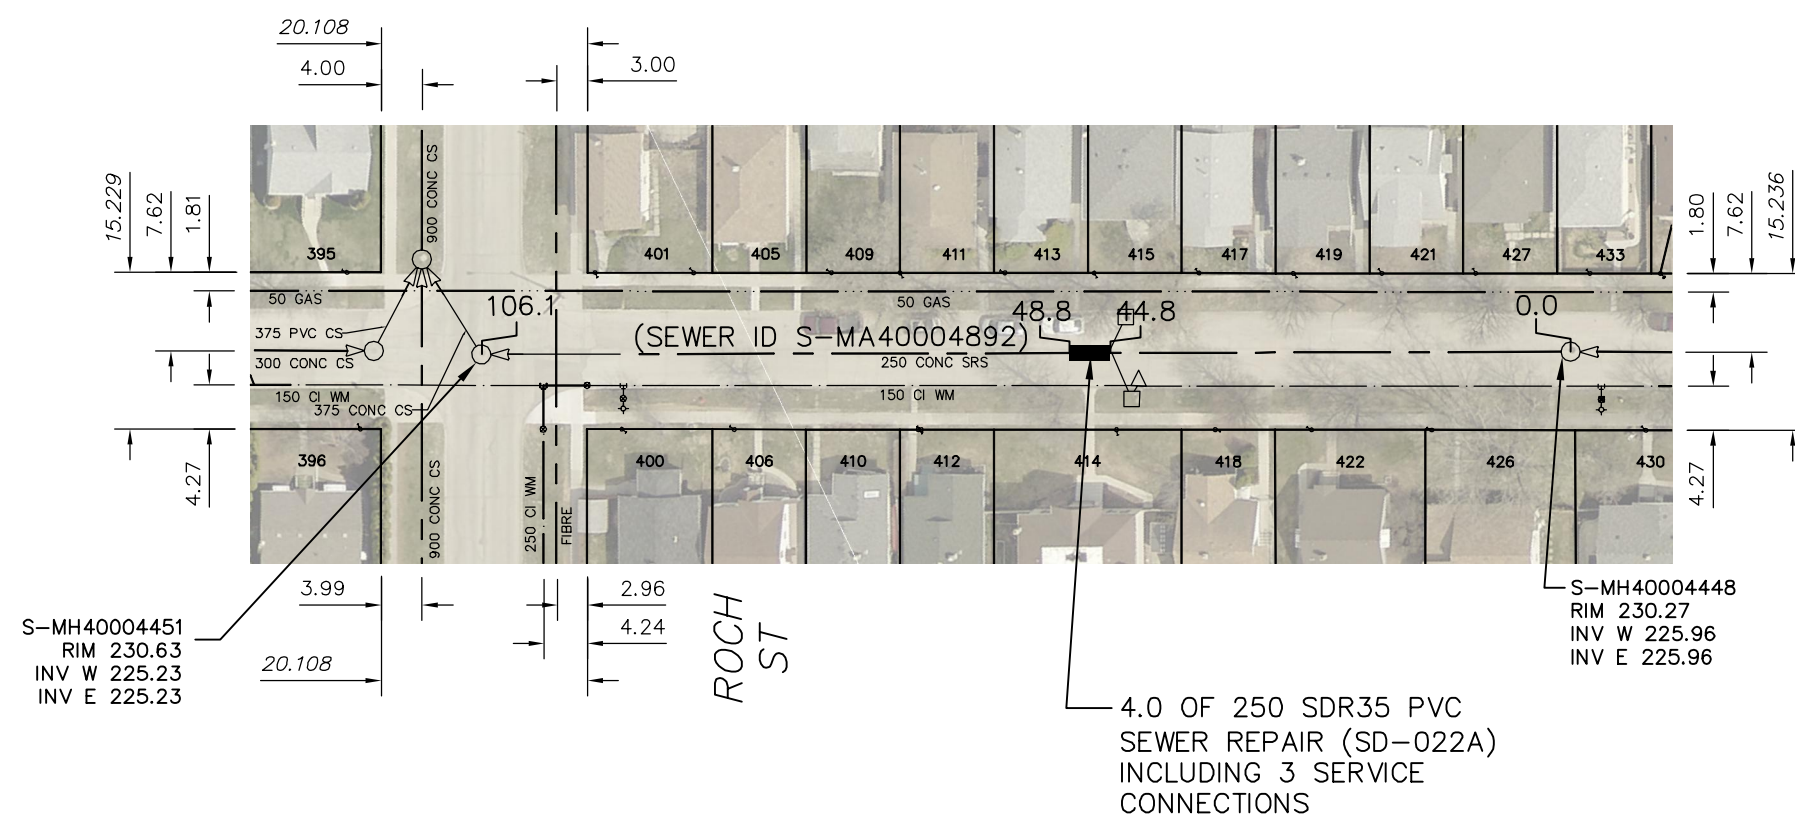 20.108
4.00
3.00
15.229
7.62
1.81
900 CONC CS
1.80
7.62
15.236
395
401
405
409
411
413
415
417
419
421
427
433
50 GAS
50 GAS
106.1
48.8
44.8
0.0
375 PVC CS
(SEWER ID S-MA40004892)
300 CONC CS
250 CONC SRS
150 CI WM
150 CI WM
375 CONC CS
396
400
406
410
412
414
418
422
426
430
4.27
4.27
900 CONC CS
250 CI WM
FIBRE
3.99
2.96
4.24
20.108
S-MH40004451
RIM 230.63
INV W 225.23
INV E 225.23
ROCH
ST
S-MH40004448
RIM 230.27
INV W 225.96
INV E 225.96
4.0 OF 250 SDR35 PVC
SEWER REPAIR (SD-022A)
INCLUDING 3 SERVICE
CONNECTIONS